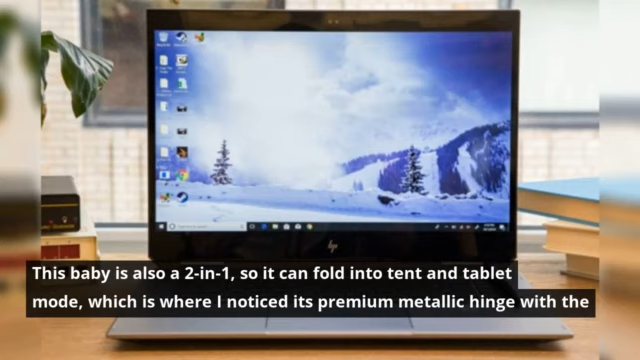 hp
This baby is also a 2-in-1, so it can fold into tent and tablet
mode, which is where I noticed its premium metallic hinge with the